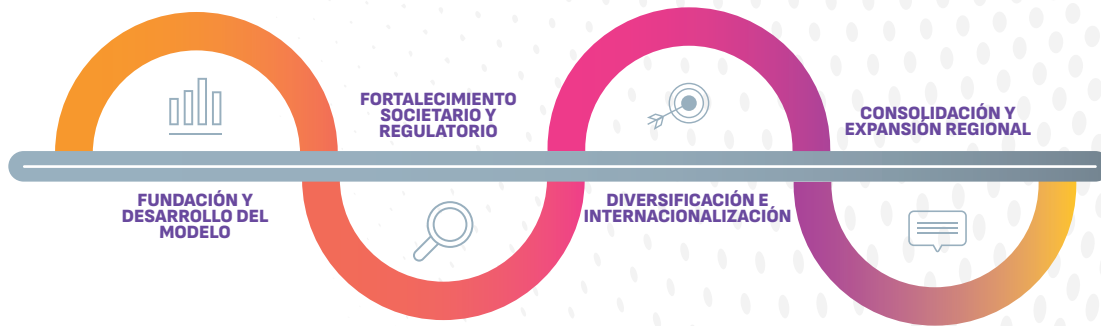 FUNDACIÓN Y
DESARROLLO DEL
MODELO
FORTALECIMIENTO
SOCIETARIO Y
REGULATORIO
DIVERSIFICACIÓN E
INTERNACIONALIZACIÓN
CONSOLIDACIÓN Y
EXPANSIÓN REGIONAL